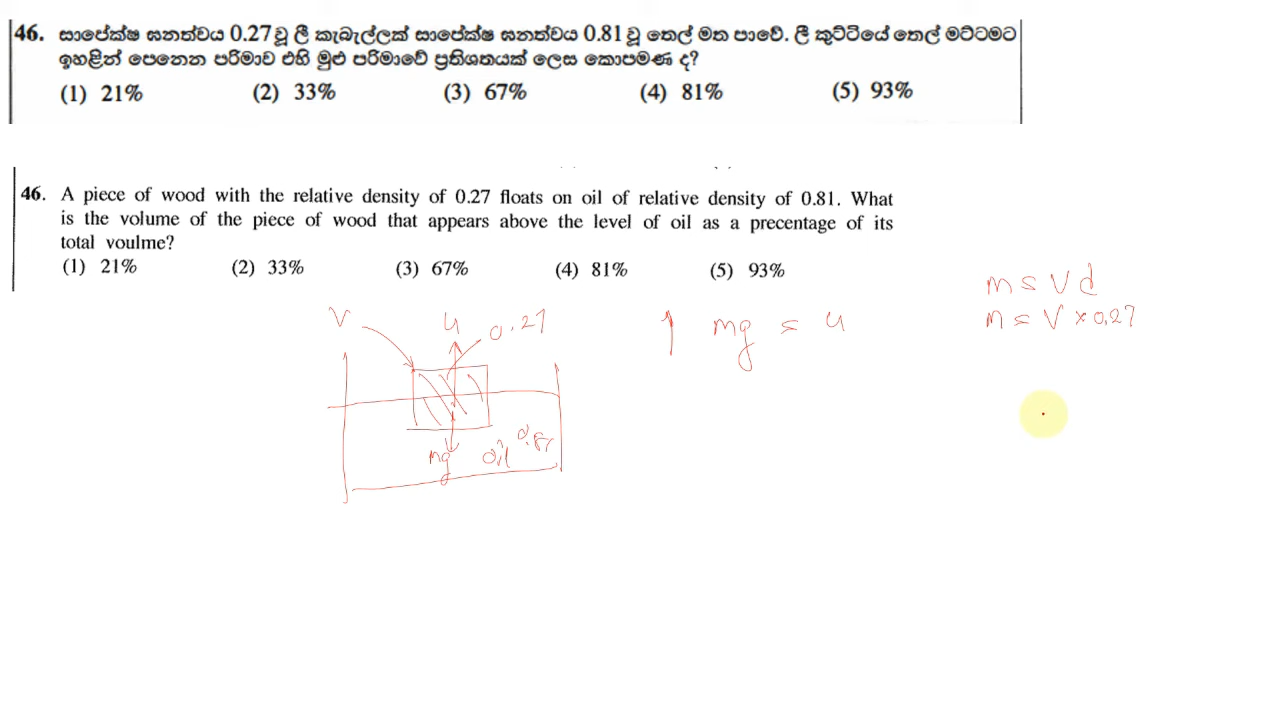 46. සාපේක්ෂ ඝනත්වය 0.27 වූ ලී කැබැල්ලක් සාපේක්ෂ ඝනත්වය 0.81 වූ තෙල් මත පාවේ. ලී කුට්ටියේ තෙල් මට්ටමට
ඉහළින් පෙනෙන පරිමාව එහි මුළු පරිමාවේ ප්‍රතිශතයක් ලෙස කොපමණ ද?
(1) 21% (2) 33% (3) 67% (4) 81% (5) 93%
46. A piece of wood with the relative density of 0.27 floats on oil of relative density of 0.81. What
is the volume of the piece of wood that appears above the level of oil as a precentage of its
total voulme?
(1) 21% (2) 33% (3) 67% (4) 81% (5) 93%
m = Vd
V u 0.27 ↑ mg = u m = V × 0.27
mg oil 0.81